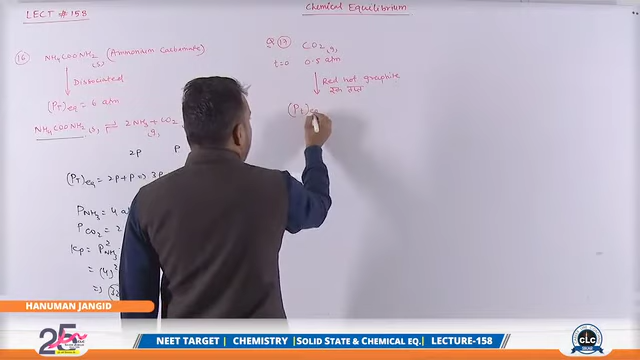 LECT #158
Chemical Equilibrium
16) NH4COONH2(s) (Ammonium Carbamate)
Dissociated
(PT)eq = 6 atm
NH4COONH2(s) ⇌ 2NH3 + CO2
(g)
2P P
(PT)eq = 2P + P ⇒ 3P
PNH3 = 4 a
PCO2 = 2
Kp = P²NH3
= (4)²
Q 17) CO2(g)
t=0 0.5 atm
Red hot graphite
(PT)eq
HANUMAN JANGID
25
NEET TARGET | CHEMISTRY |SOLID STATE & CHEMICAL EQ.| LECTURE-158
CLC